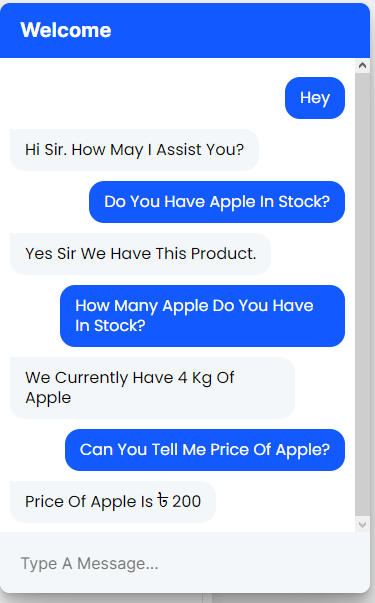 Welcome
Hey
Hi Sir. How May I Assist You?
Do You Have Apple In Stock?
Yes Sir We Have This Product.
How Many Apple Do You Have
In Stock?
We Currently Have 4 Kg Of
Apple
Can You Tell Me Price Of Apple?
Price Of Apple Is ৳ 200
Type A Message...